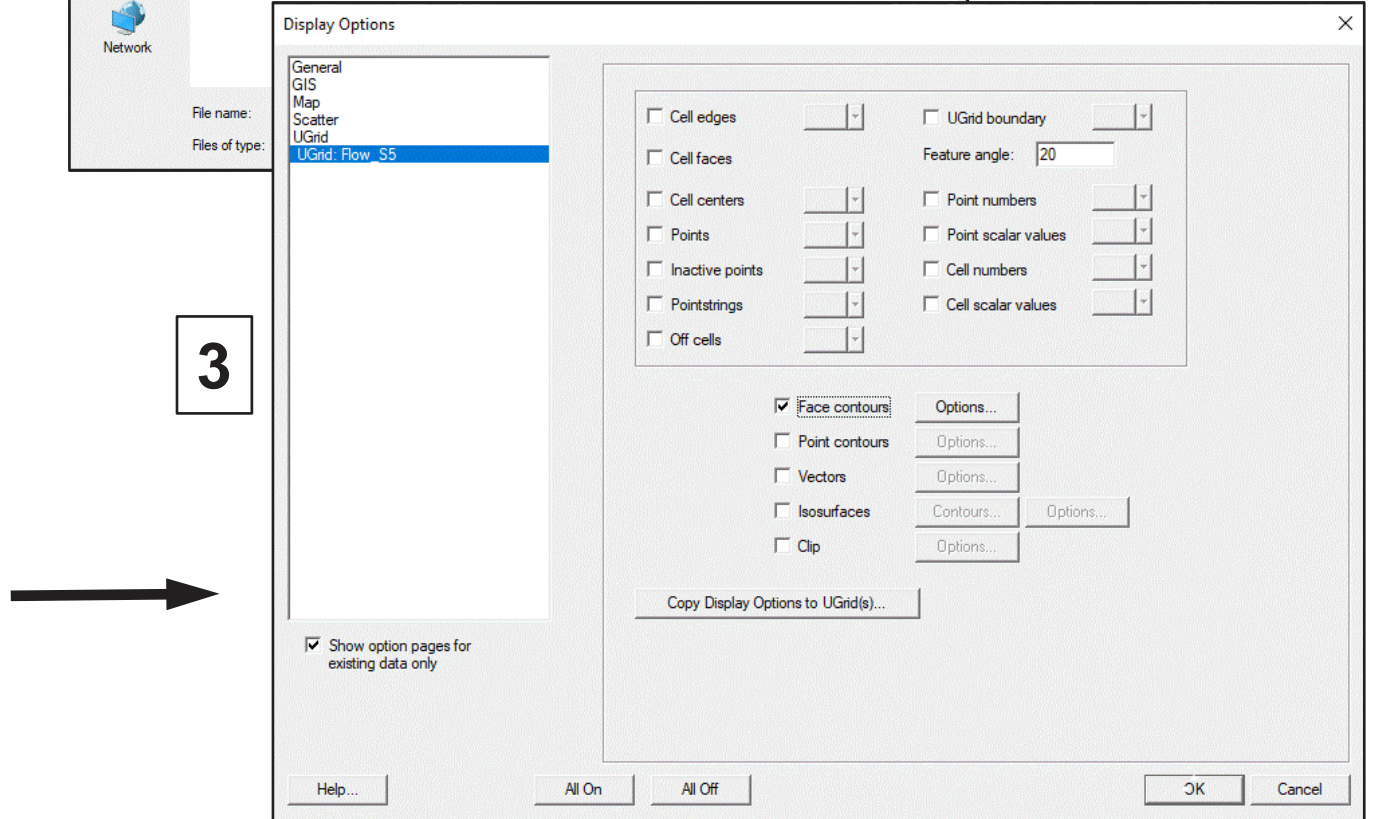 Network
File name:
Files of type:
3
Display Options
General
GIS
Map
Scatter
UGrid
UGrid: Flow_S5
Show option pages for
existing data only
Cell edges
UGrid boundary
Cell faces
Feature angle: 20
Cell centers
Point numbers
Points
Point scalar values
Inactive points
Cell numbers
Pointstrings
Cell scalar values
Off cells
Face contours Options...
Point contours Options...
Vectors Options...
Isosurfaces Contours... Options...
Clip Options...
Copy Display Options to UGrid(s)...
Help... All On All Off OK Cancel